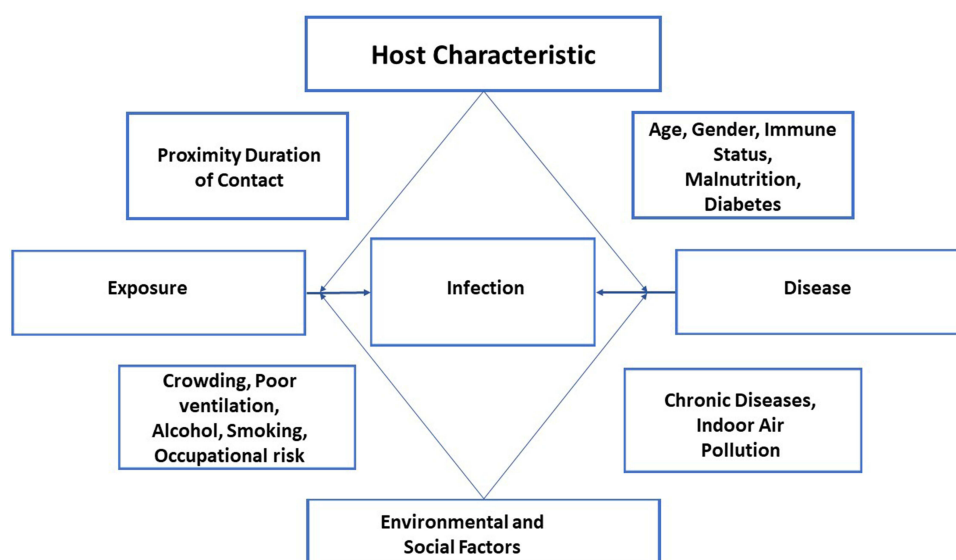 Host Characteristic
Proximity Duration
of Contact
Age, Gender, Immune
Status,
Malnutrition,
Diabetes
Exposure
Infection
Disease
Crowding, Poor
ventilation,
Alcohol, Smoking,
Occupational risk
Chronic Diseases,
Indoor Air
Pollution
Environmental and
Social Factors